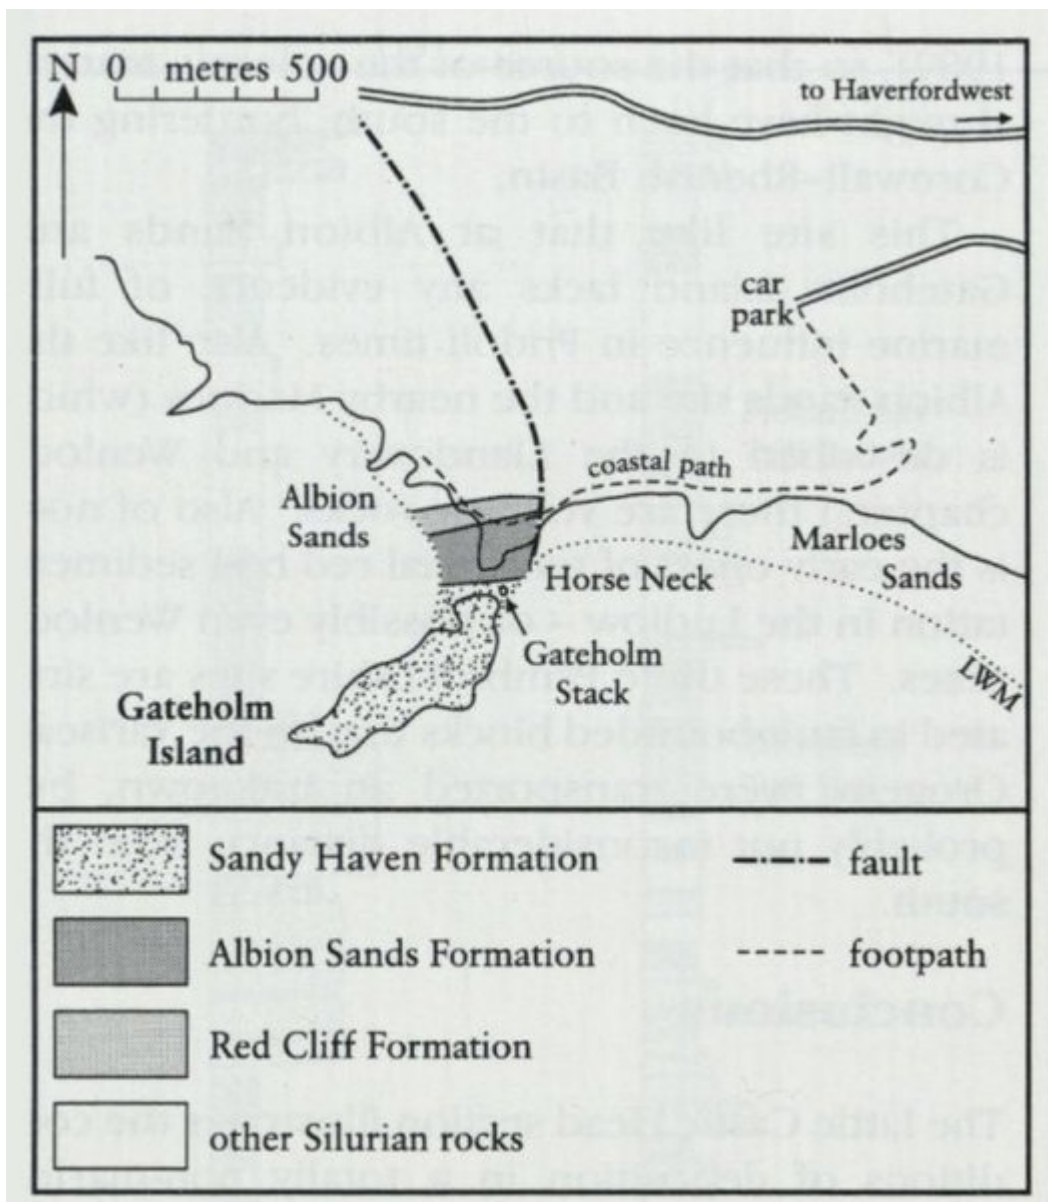 N 0 metres 500
to Haverfordwest
car
park
coastal path
Albion
Sands
Marloes
Sands
Horse Neck
Gateholm
Stack
LWM
Gateholm
Island
Sandy Haven Formation
fault
Albion Sands Formation
footpath
Red Cliff Formation
other Silurian rocks